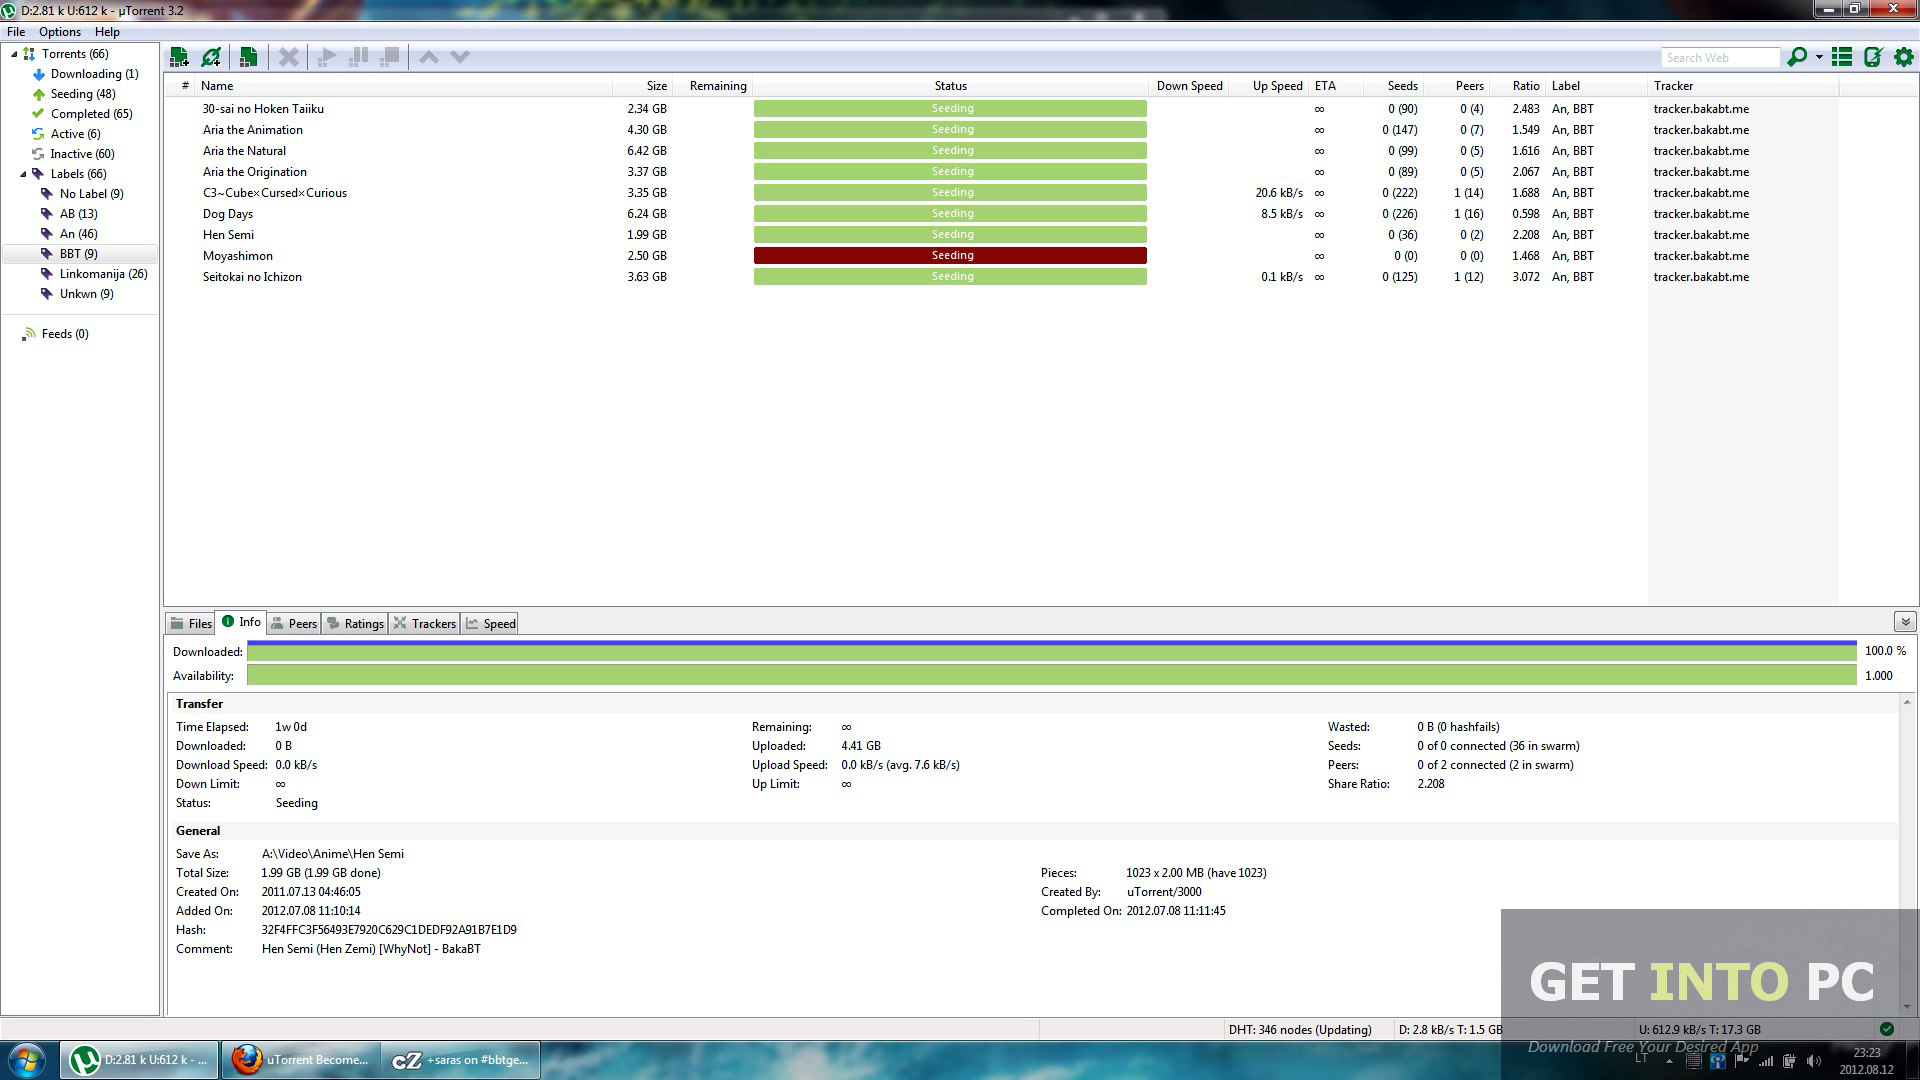 D:2.81 k U:612 k - µTorrent 3.2
File Options Help
Torrents (66)
Downloading (1)
Seeding (48)
Completed (65)
Active (6)
Inactive (60)
Labels (66)
No Label (9)
AB (13)
An (46)
BBT (9)
Linkomanija (26)
Unkwn (9)
Feeds (0)
Search Web
# Name Size Remaining Status Down Speed Up Speed ETA Seeds Peers Ratio Label Tracker
30-sai no Hoken Taiiku 2.34 GB Seeding ∞ 0 (90) 0 (4) 2.483 An, BBT tracker.bakabt.me
Aria the Animation 4.30 GB Seeding ∞ 0 (147) 0 (7) 1.549 An, BBT tracker.bakabt.me
Aria the Natural 6.42 GB Seeding ∞ 0 (99) 0 (5) 1.616 An, BBT tracker.bakabt.me
Aria the Origination 3.37 GB Seeding ∞ 0 (89) 0 (5) 2.067 An, BBT tracker.bakabt.me
C3~Cube×Cursed×Curious 3.35 GB Seeding 20.6 kB/s ∞ 0 (222) 1 (14) 1.688 An, BBT tracker.bakabt.me
Dog Days 6.24 GB Seeding 8.5 kB/s ∞ 0 (226) 1 (16) 0.598 An, BBT tracker.bakabt.me
Hen Semi 1.99 GB Seeding ∞ 0 (36) 0 (2) 2.208 An, BBT tracker.bakabt.me
Moyashimon 2.50 GB Seeding ∞ 0 (0) 0 (0) 1.468 An, BBT tracker.bakabt.me
Seitokai no Ichizon 3.63 GB Seeding 0.1 kB/s ∞ 0 (125) 1 (12) 3.072 An, BBT tracker.bakabt.me
Files Info Peers Ratings Trackers Speed
Downloaded: 100.0 %
Availability: 1.000
Transfer
Time Elapsed: 1w 0d Remaining: ∞ Wasted: 0 B (0 hashfails)
Downloaded: 0 B Uploaded: 4.41 GB Seeds: 0 of 0 connected (36 in swarm)
Download Speed: 0.0 kB/s Upload Speed: 0.0 kB/s (avg. 7.6 kB/s) Peers: 0 of 2 connected (2 in swarm)
Down Limit: ∞ Up Limit: ∞ Share Ratio: 2.208
Status: Seeding
General
Save As: A:\Video\Anime\Hen Semi
Total Size: 1.99 GB (1.99 GB done) Pieces: 1023 x 2.00 MB (have 1023)
Created On: 2011.07.13 04:46:05 Created By: uTorrent/3000
Added On: 2012.07.08 11:10:14 Completed On: 2012.07.08 11:11:45
Hash: 32F4FFC3F56493E7920C629C1DEDF92A91B7E1D9
Comment: Hen Semi (Hen Zemi) [WhyNot] - BakaBT
GET INTO PC
DHT: 346 nodes (Updating) D: 2.8 kB/s T: 1.5 GB U: 612.9 kB/s T: 17.3 GB
Download Free Your Desired App
D:2.81 k U:612 k - ... uTorrent Become... cZ +saras on #bbtge... LT 23:23
2012.08.12